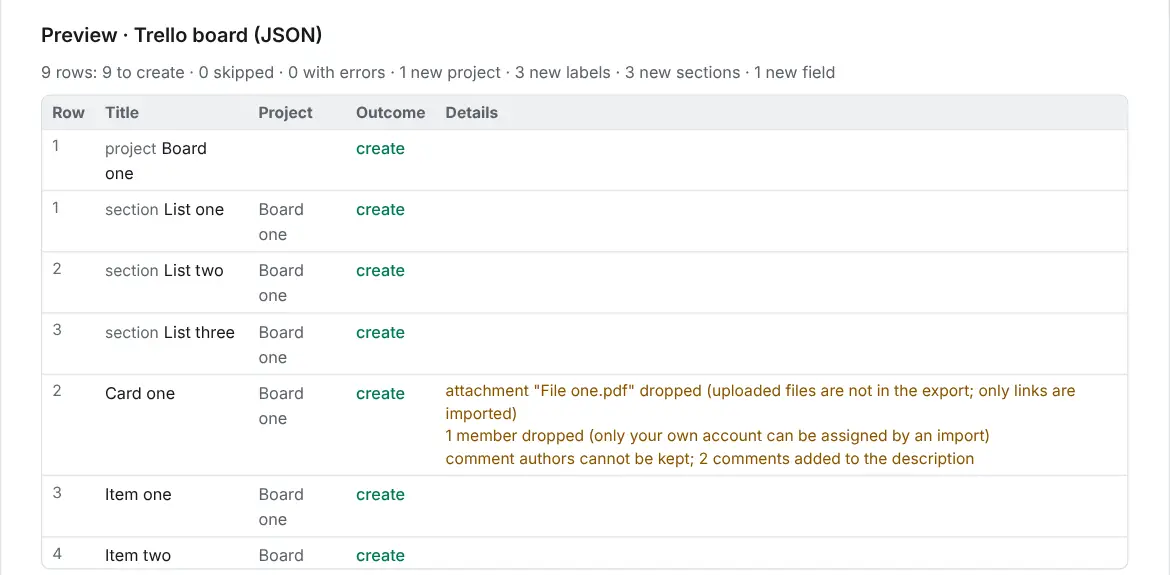 Preview · Trello board (JSON)
9 rows: 9 to create · 0 skipped · 0 with errors · 1 new project · 3 new labels · 3 new sections · 1 new field
Row Title Project Outcome Details
1 project Board one create
1 section List one Board one create
2 section List two Board one create
3 section List three Board one create
2 Card one Board one create attachment "File one.pdf" dropped (uploaded files are not in the export; only links are imported)
1 member dropped (only your own account can be assigned by an import)
comment authors cannot be kept; 2 comments added to the description
3 Item one Board one create
4 Item two Board create